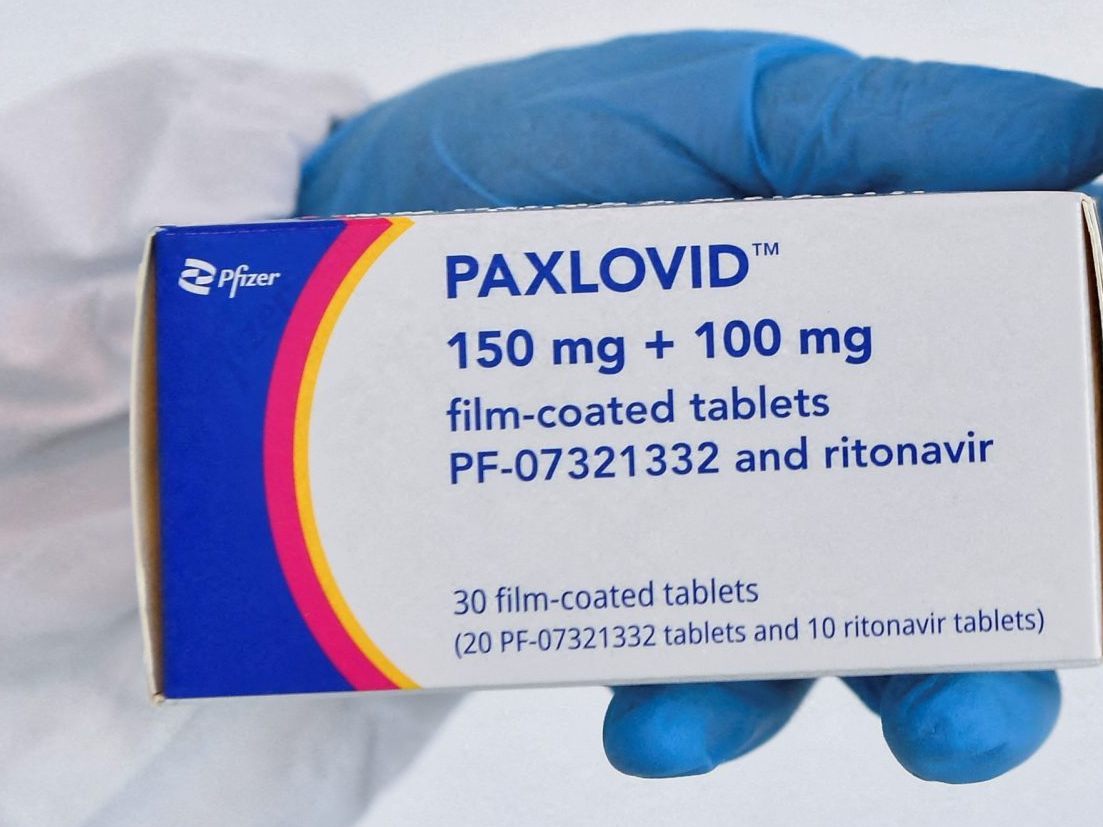 Pfizer
PAXLOVID™
150 mg + 100 mg
film-coated tablets
PF-07321332 and ritonavir
30 film-coated tablets
(20 PF-07321332 tablets and 10 ritonavir tablets)